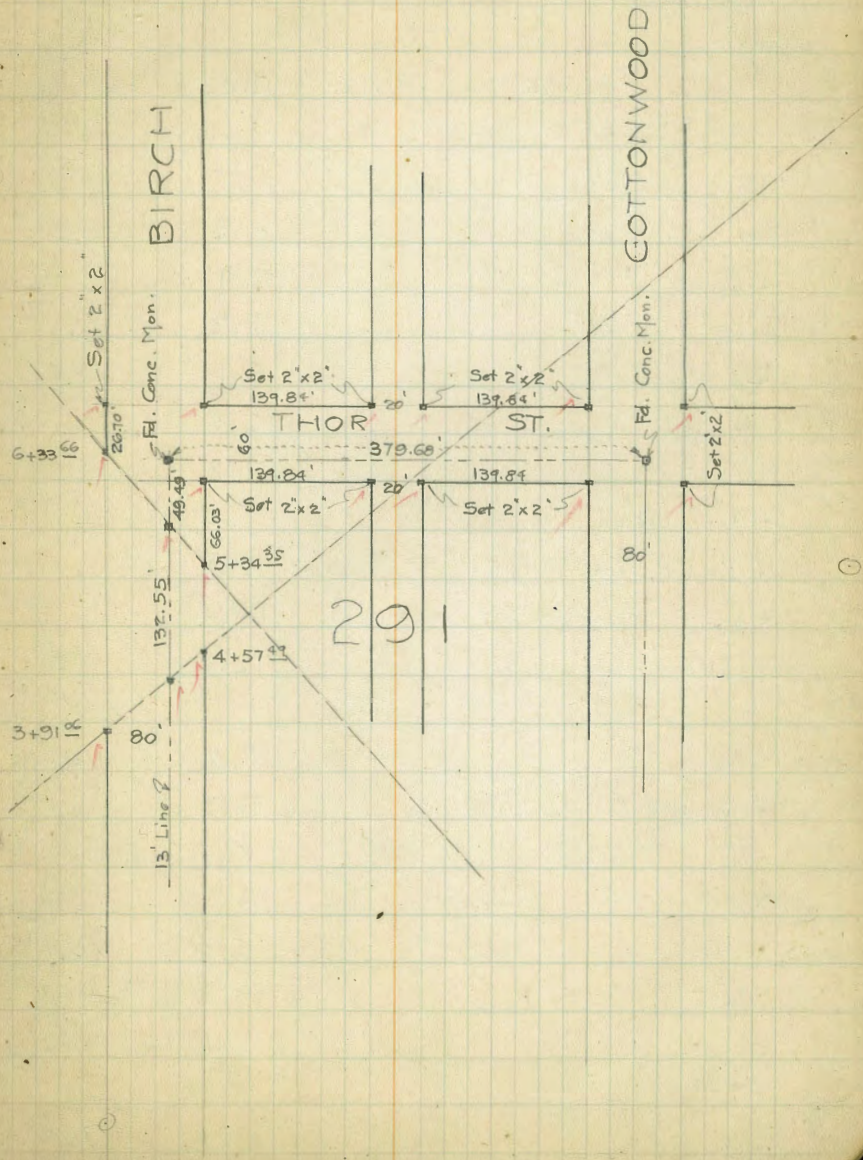 BIRCH
COTTONWOOD
Set 2"x2"
Fd. Conc. Mon.
Fd. Conc. Mon.
Set 2"x2"
139.84'
20'
Set 2"x2"
139.84'
THOR ST.
26.70'
6+33 66
60'
379.68'
139.84'
20'
139.84
Set 2"x2"
Set 2"x2"
Set 2"x2"
49.49'
66.03'
5+34 35
80'
132.55'
291
4+57 49
3+91
80'
13' Line